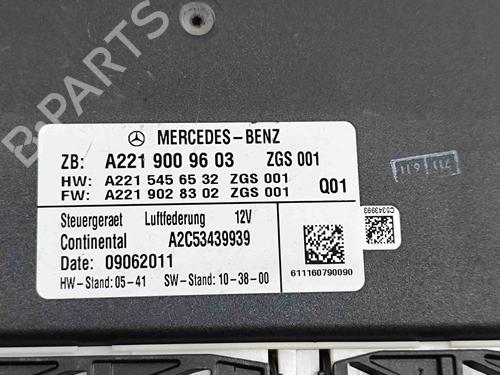 MERCEDES-BENZ
ZB: A221 900 96 03 ZGS 001
HW: A221 545 65 32 ZGS 001
FW: A221 902 83 02 ZGS 001 Q01
Steuergeraet Luftfederung 12V
Continental A2C53439939
Date: 09062011
HW-Stand: 05-41 SW-Stand: 10-38-00
611160790090
B-PARTS